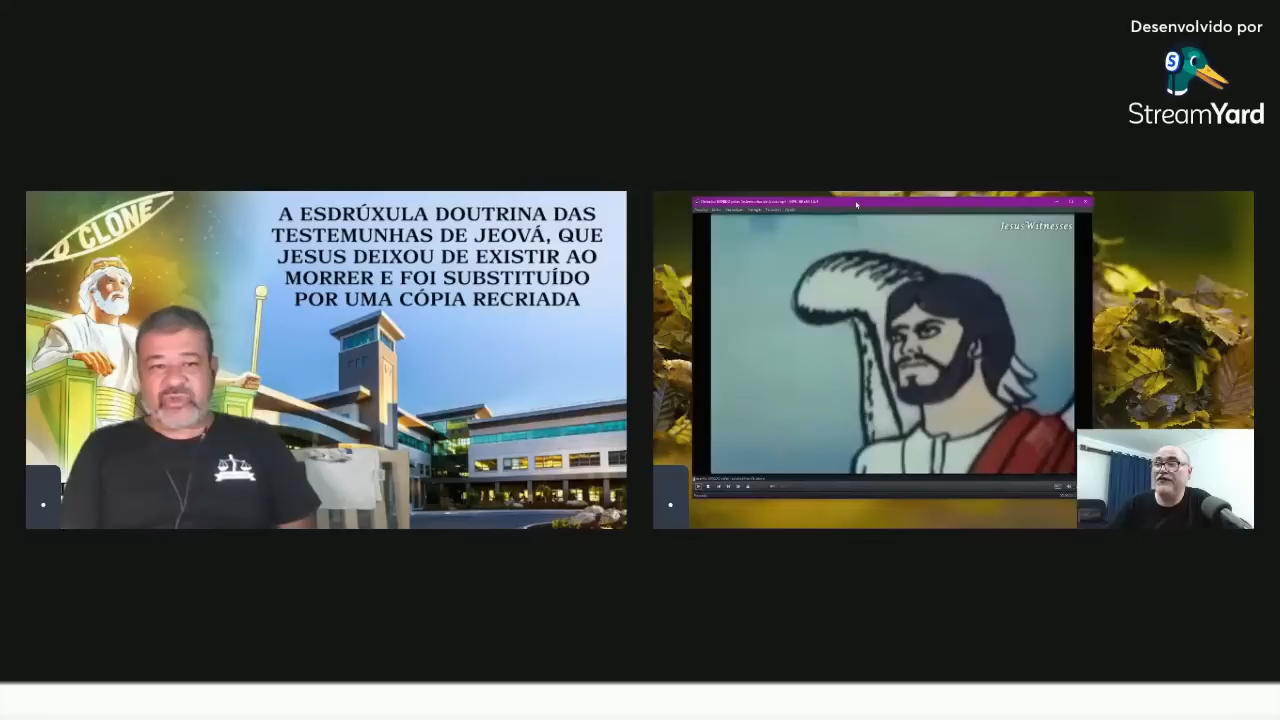 Desenvolvido por
S
StreamYard
O CLONE
A ESDRÚXULA DOUTRINA DAS
TESTEMUNHAS DE JEOVÁ, QUE
JESUS DEIXOU DE EXISTIR AO
MORRER E FOI SUBSTITUÍDO
POR UMA CÓPIA RECRIADA
Jesus Witnesses